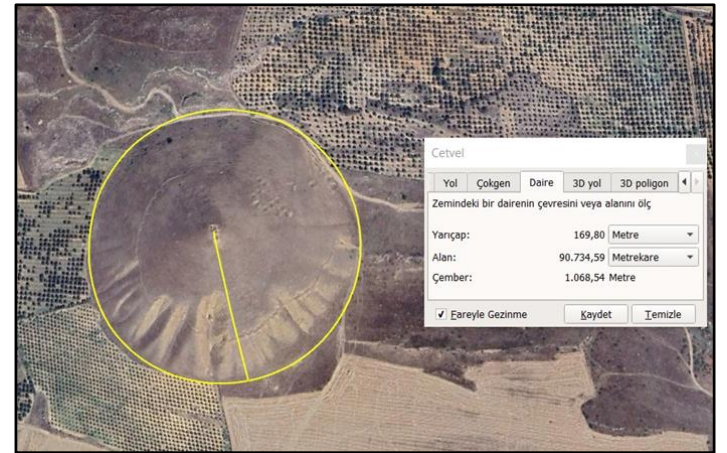 Cetvel
Yol Çokgen Daire 3D yol 3D poligon
Zemindeki bir dairenin çevresini veya alanını ölç
Yarıçap: 169,80 Metre
Alan: 90.734,59 Metrekare
Çember: 1.068,54 Metre
Fareyle Gezinme Kaydet Temizle